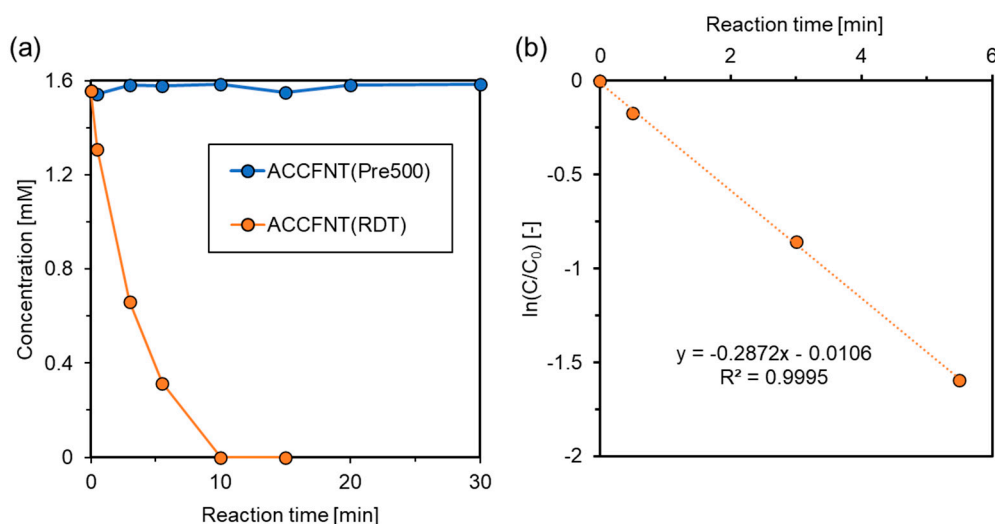 (a)
1.6
1.2
0.8
0.4
0
Concentration [mM]
ACCFNT(Pre500)
ACCFNT(RDT)
0 10 20 30
Reaction time [min]
(b)
Reaction time [min]
0 2 4 6
0
-0.5
-1
-1.5
-2
ln(C/C₀) [-]
y = -0.2872x - 0.0106
R² = 0.9995